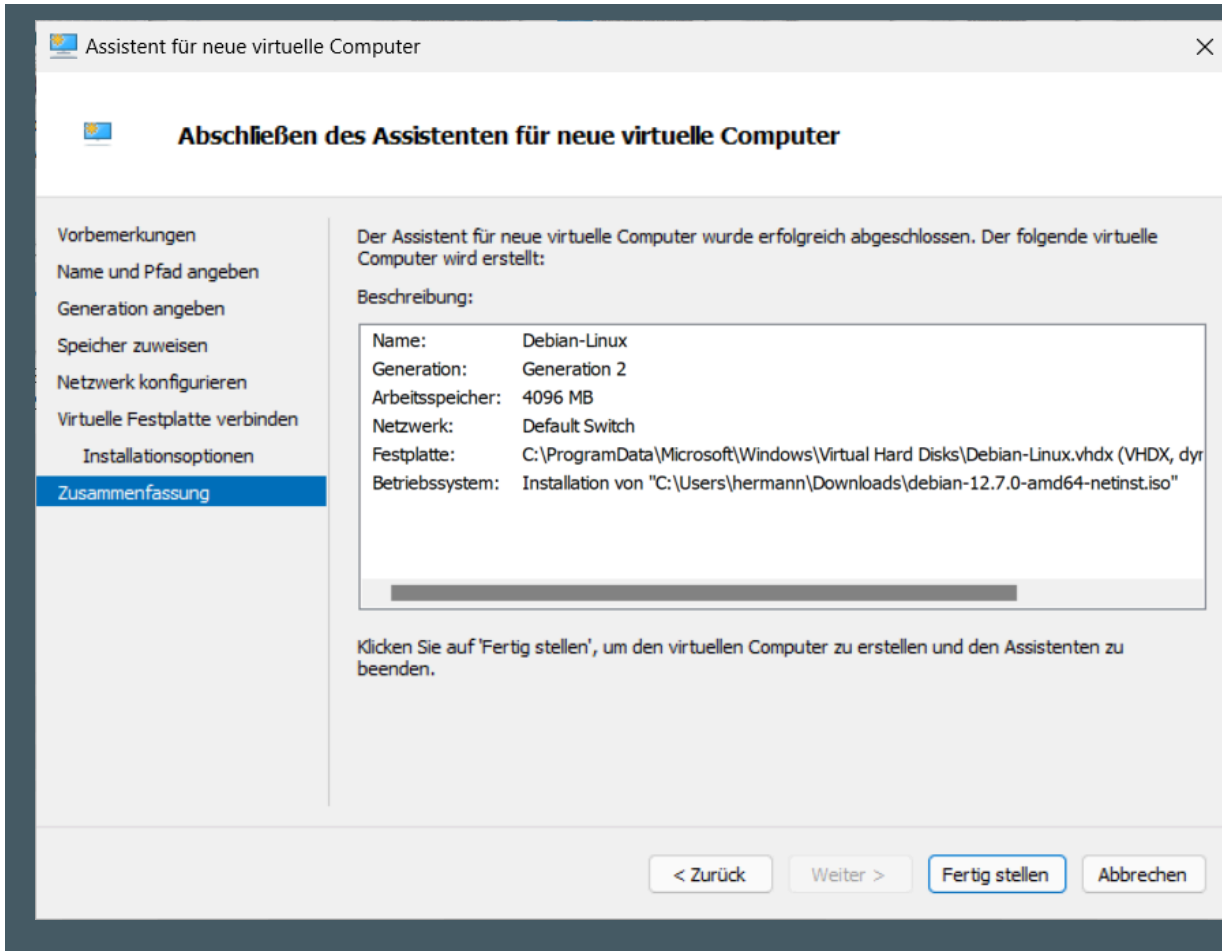 Assistent für neue virtuelle Computer
Abschließen des Assistenten für neue virtuelle Computer
Vorbemerkungen
Name und Pfad angeben
Generation angeben
Speicher zuweisen
Netzwerk konfigurieren
Virtuelle Festplatte verbinden
Installationsoptionen
Zusammenfassung
Der Assistent für neue virtuelle Computer wurde erfolgreich abgeschlossen. Der folgende virtuelle
Computer wird erstellt:
Beschreibung:
Name: Debian-Linux
Generation: Generation 2
Arbeitsspeicher: 4096 MB
Netzwerk: Default Switch
Festplatte: C:\ProgramData\Microsoft\Windows\Virtual Hard Disks\Debian-Linux.vhdx (VHDX,
Betriebssystem: Installation von "C:\Users\hermann\Downloads\debian-12.7.0-amd64-netinst.iso"
Klicken Sie auf 'Fertig stellen', um den virtuellen Computer zu erstellen und den Assistenten zu
beenden.
< Zurück
Weiter >
Fertig stellen
Abbrechen